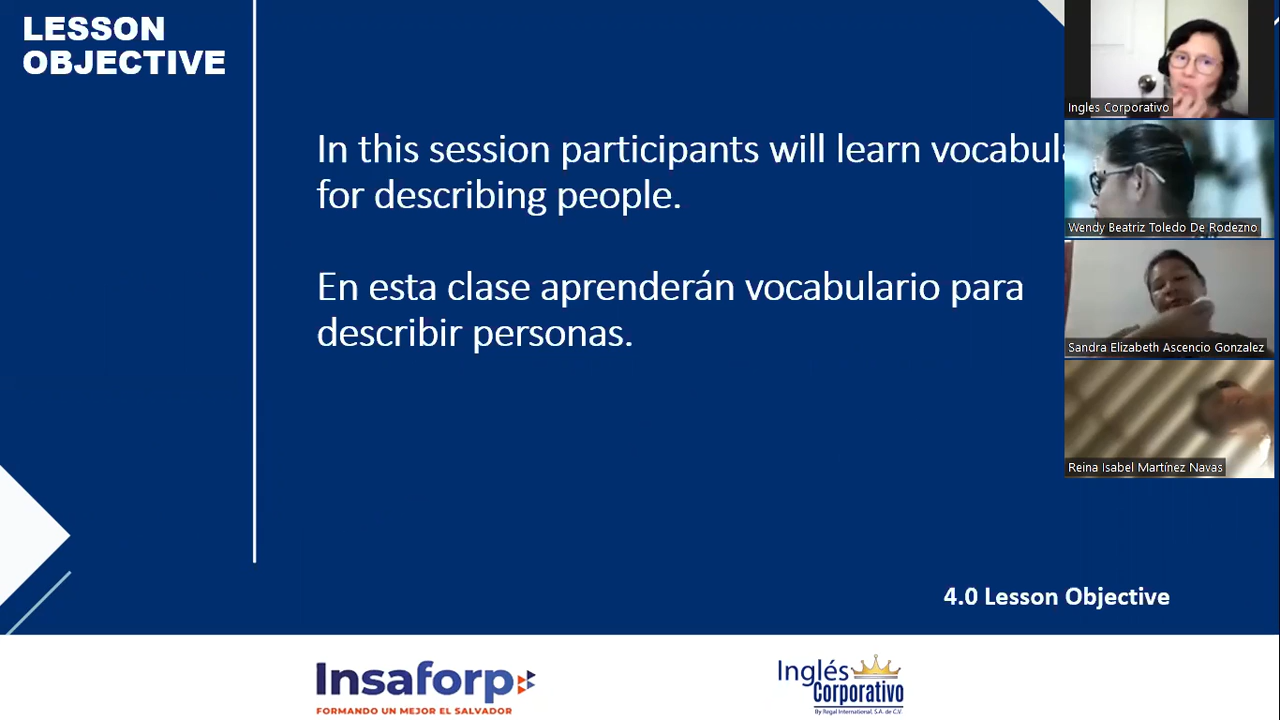 LESSON
OBJECTIVE
In this session participants will learn vocabul
for describing people.
En esta clase aprenderán vocabulario para
describir personas.
4.0 Lesson Objective
Insaforp
FORMANDO UN MEJOR EL SALVADOR
Inglés
Corporativo
By Regal International, S.A. de C.V.
Ingles Corporativo
Wendy Beatriz Toledo De Rodezno
Sandra Elizabeth Ascencio Gonzalez
Reina Isabel Martínez Navas